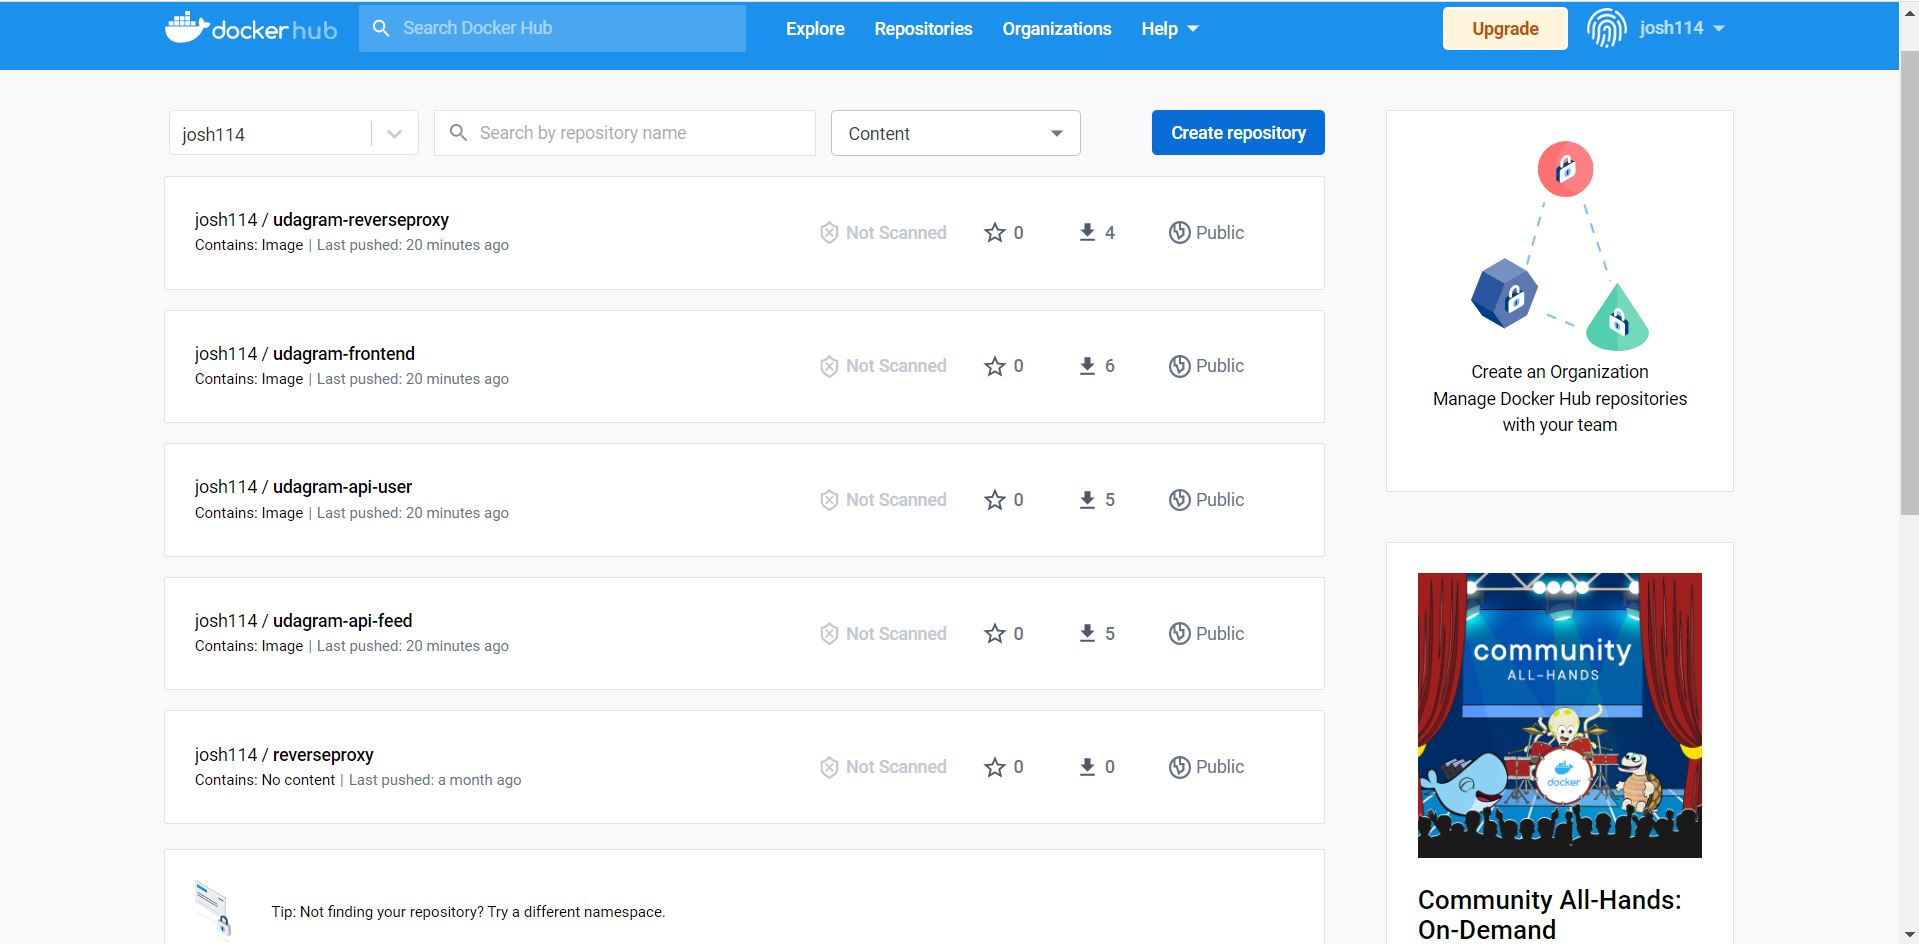 docker hub
Search Docker Hub
Explore
Repositories
Organizations
Help
Upgrade
josh114
josh114
Search by repository name
Content
Create repository
josh114 / udagram-reverseproxy
Contains: Image | Last pushed: 20 minutes ago
Not Scanned
0
4
Public
josh114 / udagram-frontend
Contains: Image | Last pushed: 20 minutes ago
Not Scanned
0
6
Public
josh114 / udagram-api-user
Contains: Image | Last pushed: 20 minutes ago
Not Scanned
0
5
Public
josh114 / udagram-api-feed
Contains: Image | Last pushed: 20 minutes ago
Not Scanned
0
5
Public
josh114 / reverseproxy
Contains: No content | Last pushed: a month ago
Not Scanned
0
0
Public
Tip: Not finding your repository? Try a different namespace.
Create an Organization
Manage Docker Hub repositories
with your team
community
ALL-HANDS
docker
Community All-Hands:
On-Demand